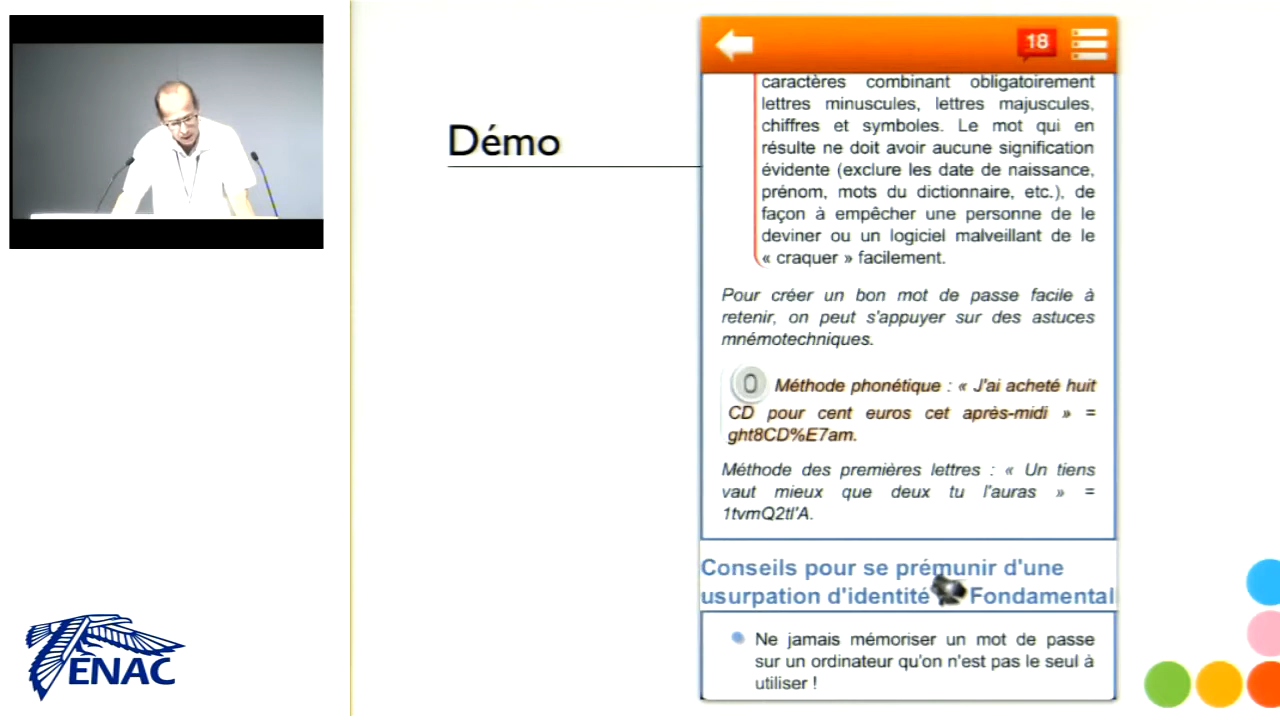 Démo
18
caractères combinant obligatoirement
lettres minuscules, lettres majuscules,
chiffres et symboles. Le mot qui en
résulte ne doit avoir aucune signification
évidente (exclure les date de naissance,
prénom, mots du dictionnaire, etc.), de
façon à empêcher une personne de le
deviner ou un logiciel malveillant de le
« craquer » facilement.
Pour créer un bon mot de passe facile à
retenir, on peut s'appuyer sur des astuces
mnémotechniques.
0 Méthode phonétique : « J'ai acheté huit
CD pour cent euros cet après-midi » =
ght8CD%E7am.
Méthode des premières lettres : « Un tiens
vaut mieux que deux tu l'auras » =
1tvmQ2tl'A.
Conseils pour se prémunir d'une
usurpation d'identité Fondamental
Ne jamais mémoriser un mot de passe
sur un ordinateur qu'on n'est pas le seul à
utiliser !
ENAC